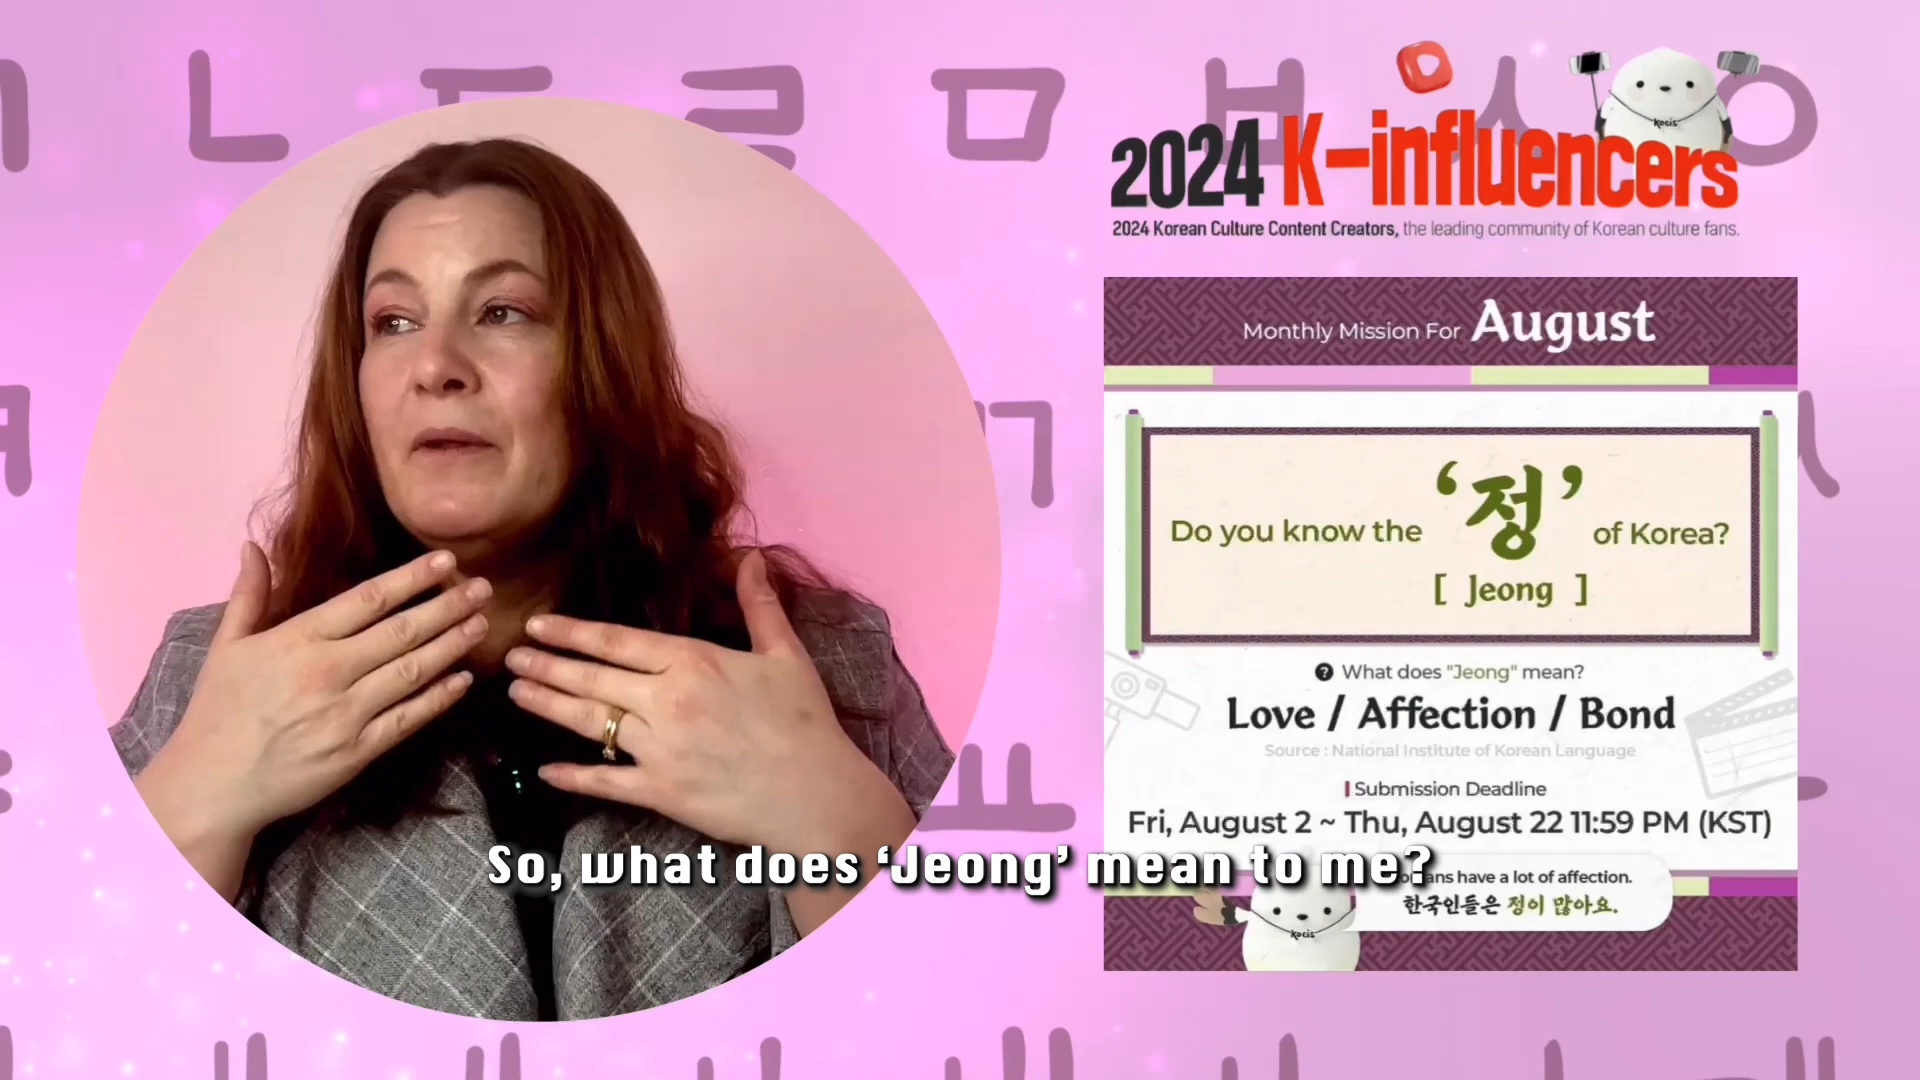 ㄴ ㄷ ㄹ ㅁ ㅂ ㅅ ㅇ
2024 K-influencers
kocis
2024 Korean Culture Content Creators, the leading community of Korean culture fans.
Monthly Mission For August
Do you know the ‘정’ of Korea?
[ Jeong ]
What does "Jeong" mean?
Love / Affection / Bond
Source : National Institute of Korean Language
Submission Deadline
Fri, August 2 ~ Thu, August 22 11:59 PM (KST)
So, what does ‘Jeong’ mean to me?
have a lot of affection.
한국인들은 정이 많아요.
kocis